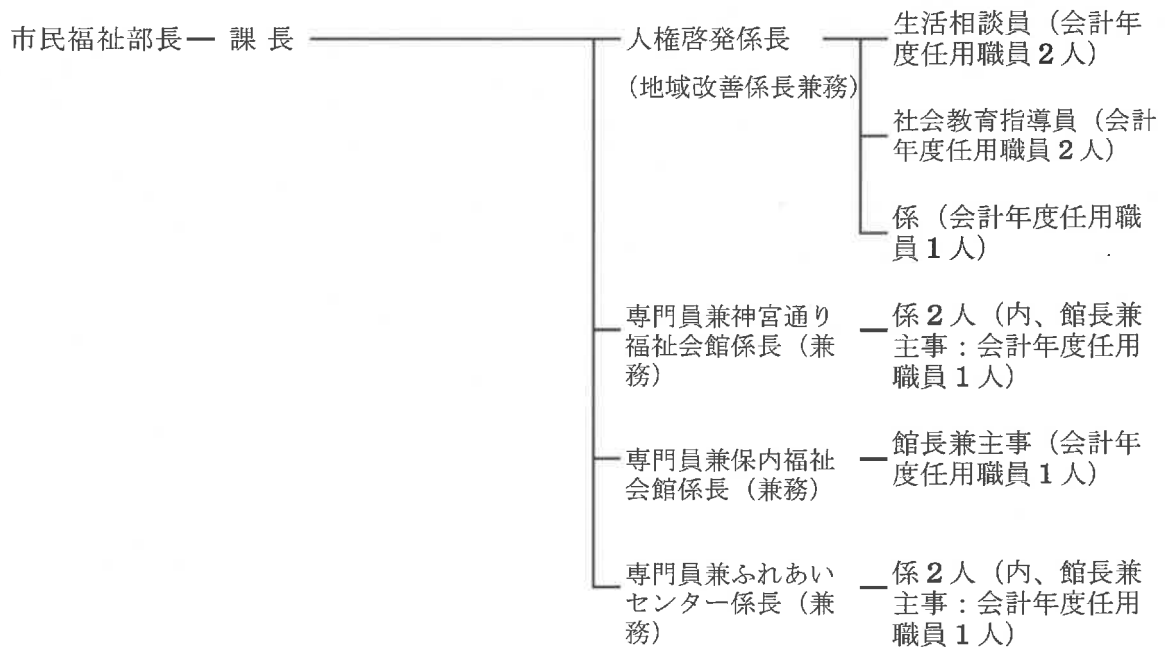 市民福祉部長 課長
人権啓発係長
(地域改善係長兼務)
生活相談員（会計年
度任用職員2人）
社会教育指導員（会計
年度任用職員2人）
係（会計年度任用職
員1人）
専門員兼神宮通り
福祉会館係長（兼
務）
係2人（内、館長兼
主事：会計年度任用
職員1人）
専門員兼保内福祉
会館係長（兼務）
館長兼主事（会計年
度任用職員1人）
専門員兼ふれあい
センター係長（兼
務）
係2人（内、館長兼
主事：会計年度任用
職員1人）